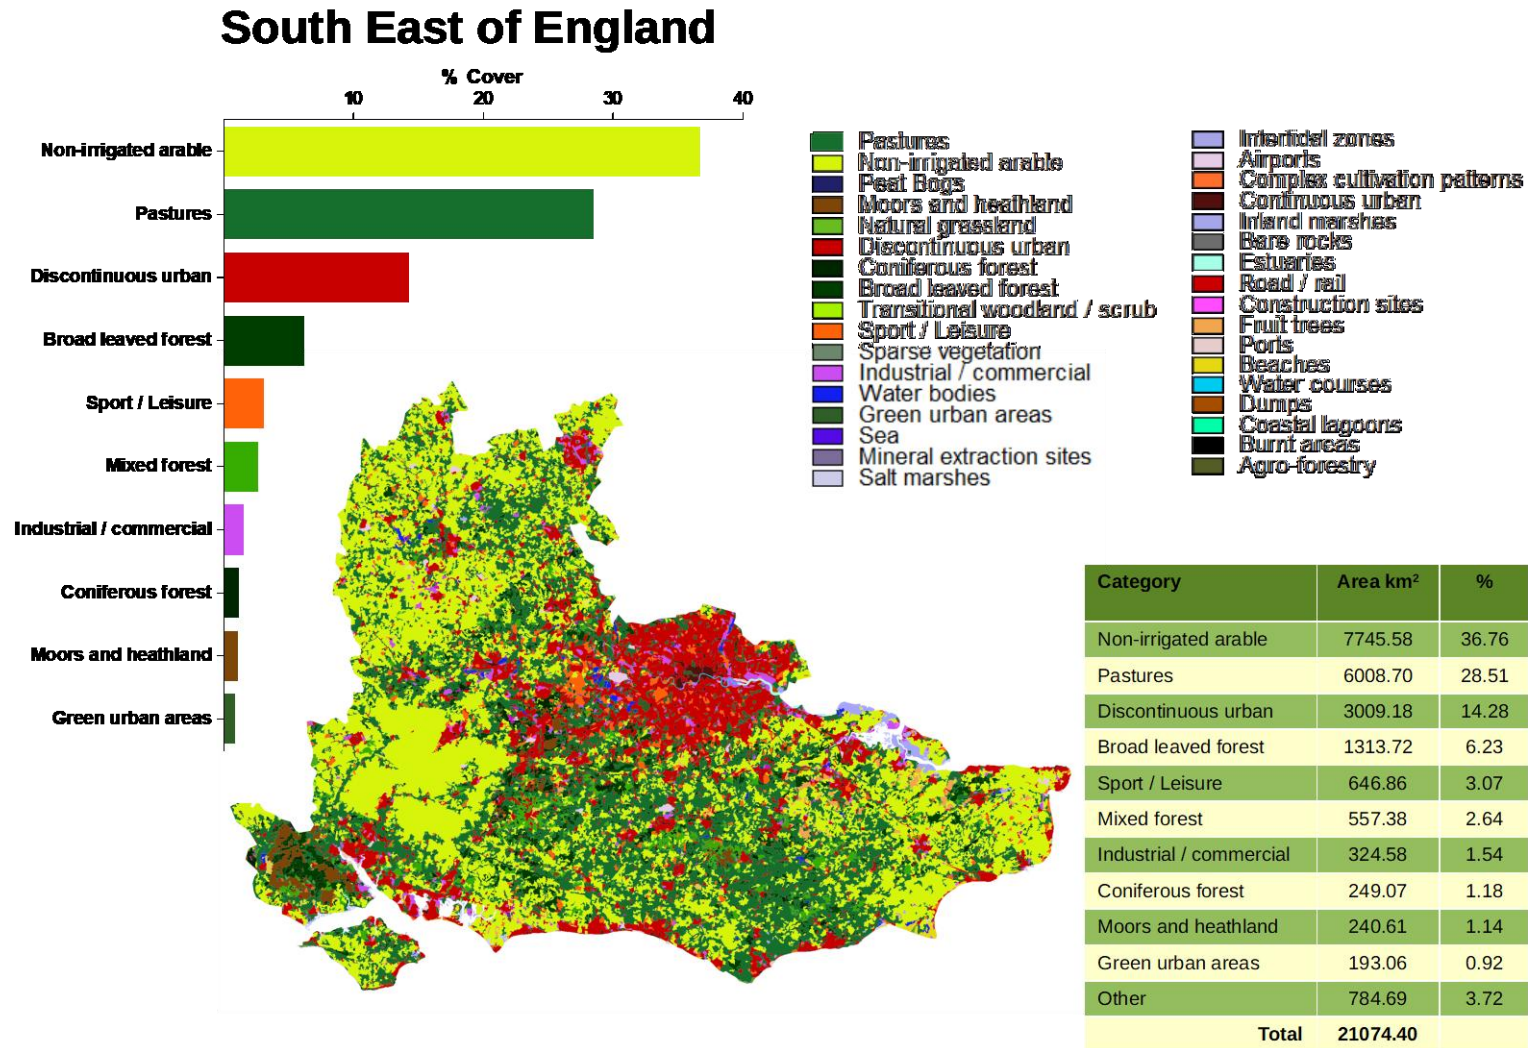 South East of England
% Cover
10 20 30 40
Non-irrigated arable
Pastures
Discontinuous urban
Broad leaved forest
Sport / Leisure
Mixed forest
Industrial / commercial
Coniferous forest
Moors and heathland
Green urban areas
Pastures
Non-irrigated arable
Peat Bogs
Moors and heathland
Natural grassland
Discontinuous urban
Coniferous forest
Broad leaved forest
Transitional woodland / scrub
Sport / Leisure
Sparse vegetation
Industrial / commercial
Water bodies
Green urban areas
Sea
Mineral extraction sites
Salt marshes
Intertidal zones
Airports
Complex cultivation patterns
Continuous urban
Inland marshes
Bare rocks
Estuaries
Road / rail
Construction sites
Fruit trees
Ports
Beaches
Water courses
Dumps
Coastal lagoons
Burnt areas
Agro-forestry
Category Area km² %
Non-irrigated arable 7745.58 36.76
Pastures 6008.70 28.51
Discontinuous urban 3009.18 14.28
Broad leaved forest 1313.72 6.23
Sport / Leisure 646.86 3.07
Mixed forest 557.38 2.64
Industrial / commercial 324.58 1.54
Coniferous forest 249.07 1.18
Moors and heathland 240.61 1.14
Green urban areas 193.06 0.92
Other 784.69 3.72
Total 21074.40